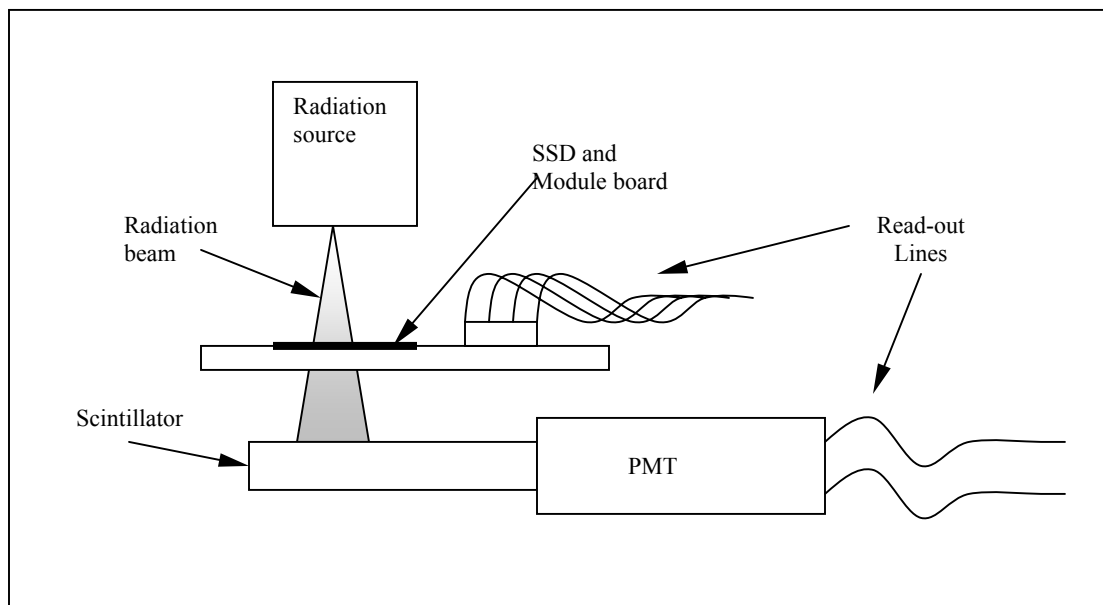 Radiation
source
SSD and
Module board
Radiation
beam
Read-out
Lines
Scintillator
PMT